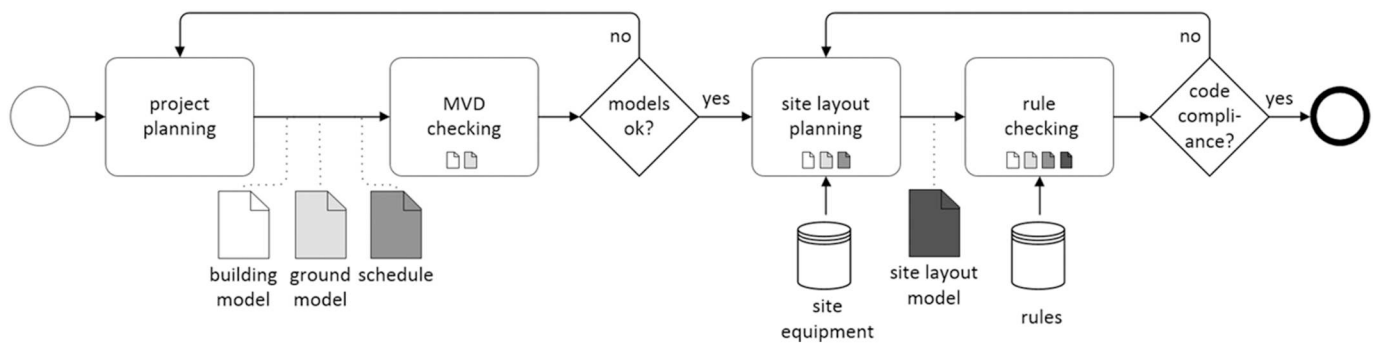 no
no
project
planning
MVD
checking
models
ok?
yes
site layout
planning
rule
checking
code
compli-
ance?
yes
building
model
ground
model
schedule
site
equipment
site layout
model
rules